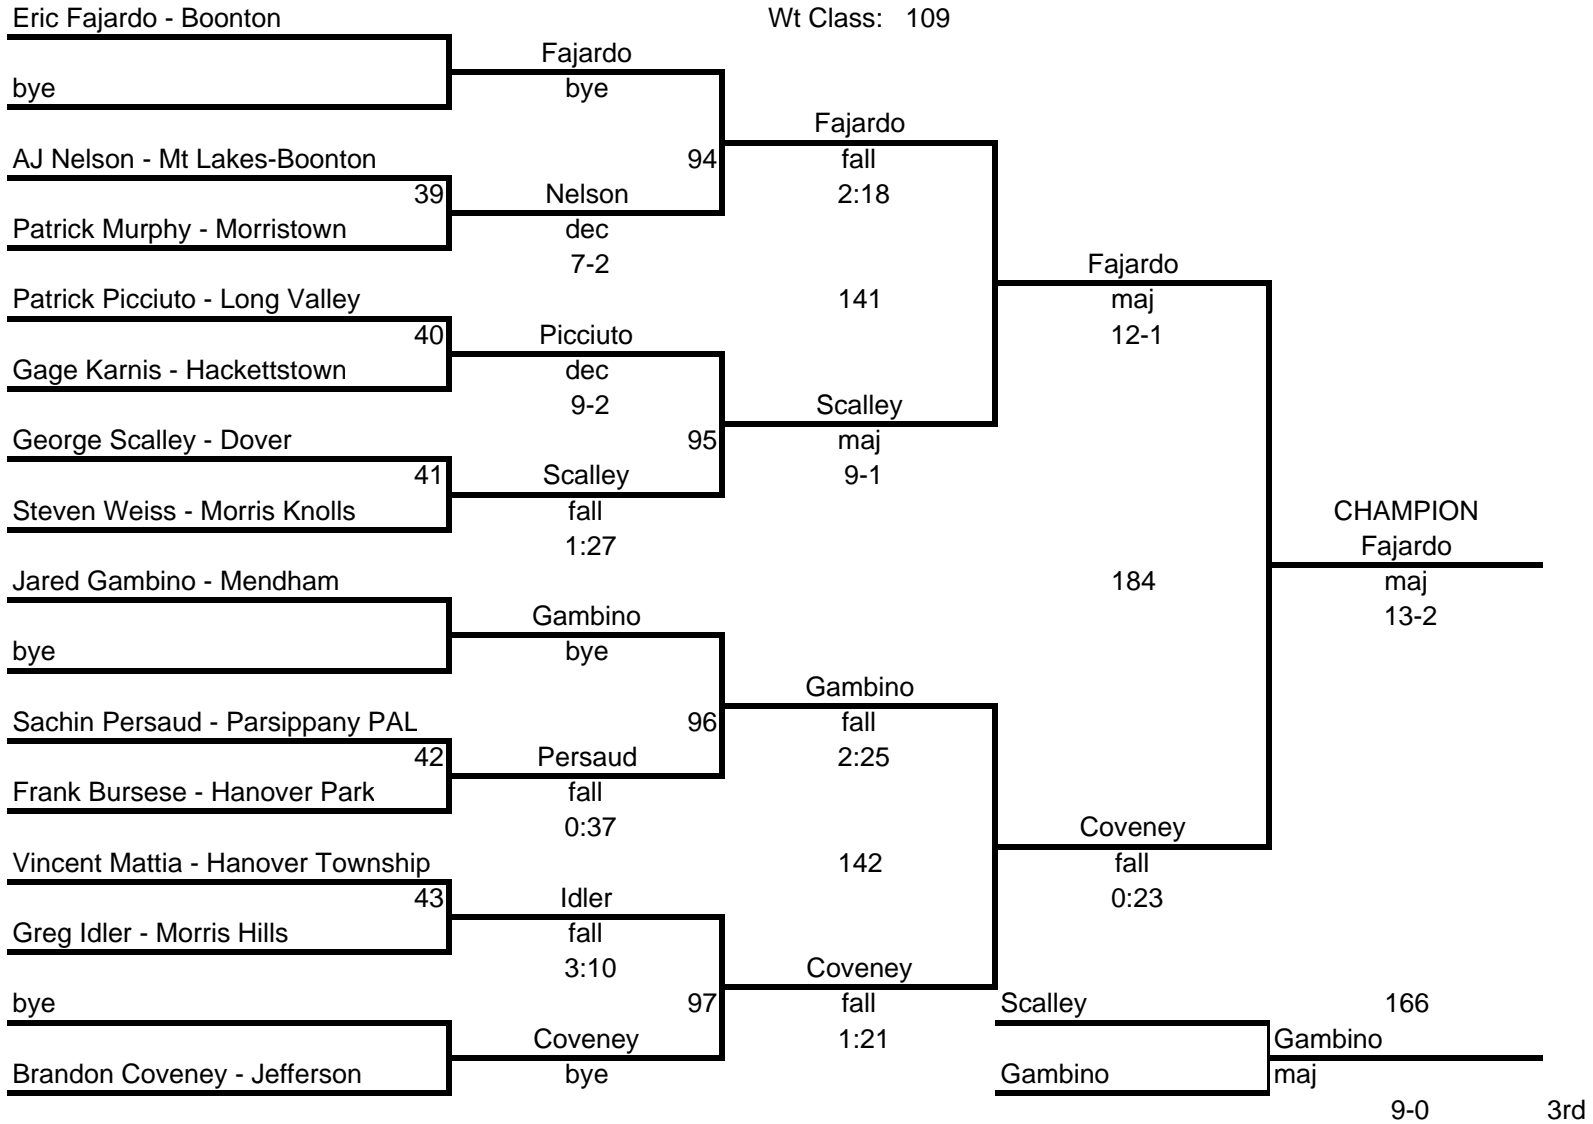 Eric Fajardo - Boonton
Wt Class: 109
Fajardo
bye
bye
Fajardo
AJ Nelson - Mt Lakes-Boonton
94
fall
39
Nelson
2:18
Patrick Murphy - Morristown
dec
7-2
Fajardo
Patrick Picciuto - Long Valley
141
maj
40
Picciuto
12-1
Gage Karnis - Hackettstown
dec
9-2
Scalley
George Scalley - Dover
95
maj
41
Scalley
9-1
Steven Weiss - Morris Knolls
fall
CHAMPION
1:27
Fajardo
Jared Gambino - Mendham
184
maj
Gambino
13-2
bye
bye
Gambino
Sachin Persaud - Parsippany PAL
96
fall
42
Persaud
2:25
Frank Bursese - Hanover Park
fall
0:37
Coveney
Vincent Mattia - Hanover Township
142
fall
43
Idler
0:23
Greg Idler - Morris Hills
fall
3:10
Coveney
bye
97
fall
Scalley
166
Coveney
1:21
Gambino
Brandon Coveney - Jefferson
bye
Gambino
maj
9-0
3rd